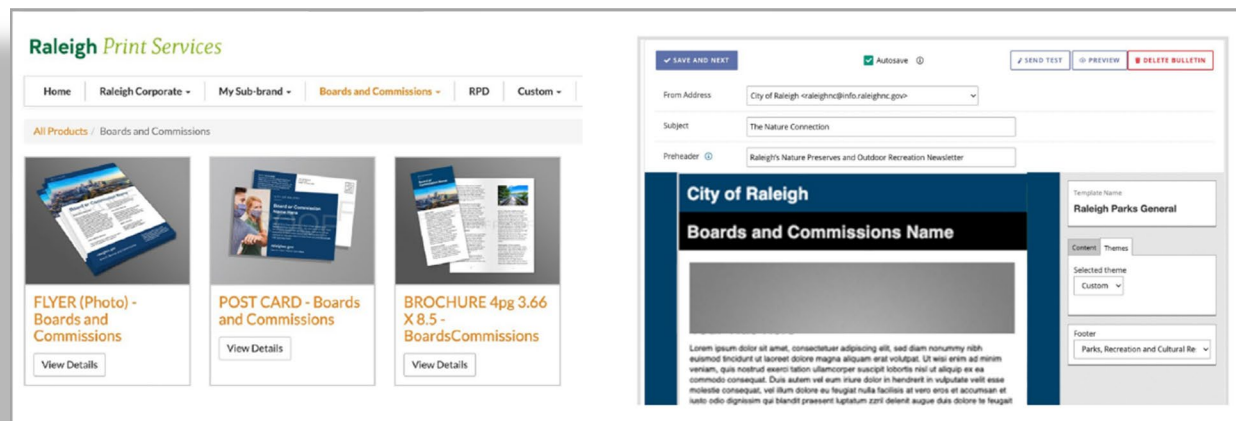 Raleigh Print Services
Home
Raleigh Corporate
My Sub-brand
Boards and Commissions
RPD
Custom
All Products / Boards and Commissions
Board or Commission
Name Here
FLYER (Photo) -
Boards and
Commissions
View Details
POST CARD - Boards
and Commissions
View Details
BROCHURE 4pg 3.66
X 8.5 -
BoardsCommissions
View Details
SAVE AND NEXT
Autosave
SEND TEST
PREVIEW
DELETE BULLETIN
From Address
City of Raleigh <raleighnc@info.raleighnc.gov>
Subject
The Nature Connection
Preheader
Raleigh's Nature Preserves and Outdoor Recreation Newsletter
City of Raleigh
Boards and Commissions Name
Lorem ipsum dolor sit amet, consectetuer adipiscing elit, sed diam nonummy nibh
euismod tincidunt ut laoreet dolore magna aliquam erat volutpat. Ut wisi enim ad minim
veniam, quis nostrud exerci tation ullamcorper suscipit lobortis nisl ut aliquip ex ea
commodo consequat. Duis autem vel eum iriure dolor in hendrerit in vulputate velit esse
molestie consequat, vel illum dolore eu feugiat nulla facilisis at vero eros et accumsan et
iusto odio dignissim qui blandit praesent luptatum zzril delenit augue duis dolore te feugait
Template Name
Raleigh Parks General
Content
Themes
Selected theme
Custom
Footer
Parks, Recreation and Cultural Re